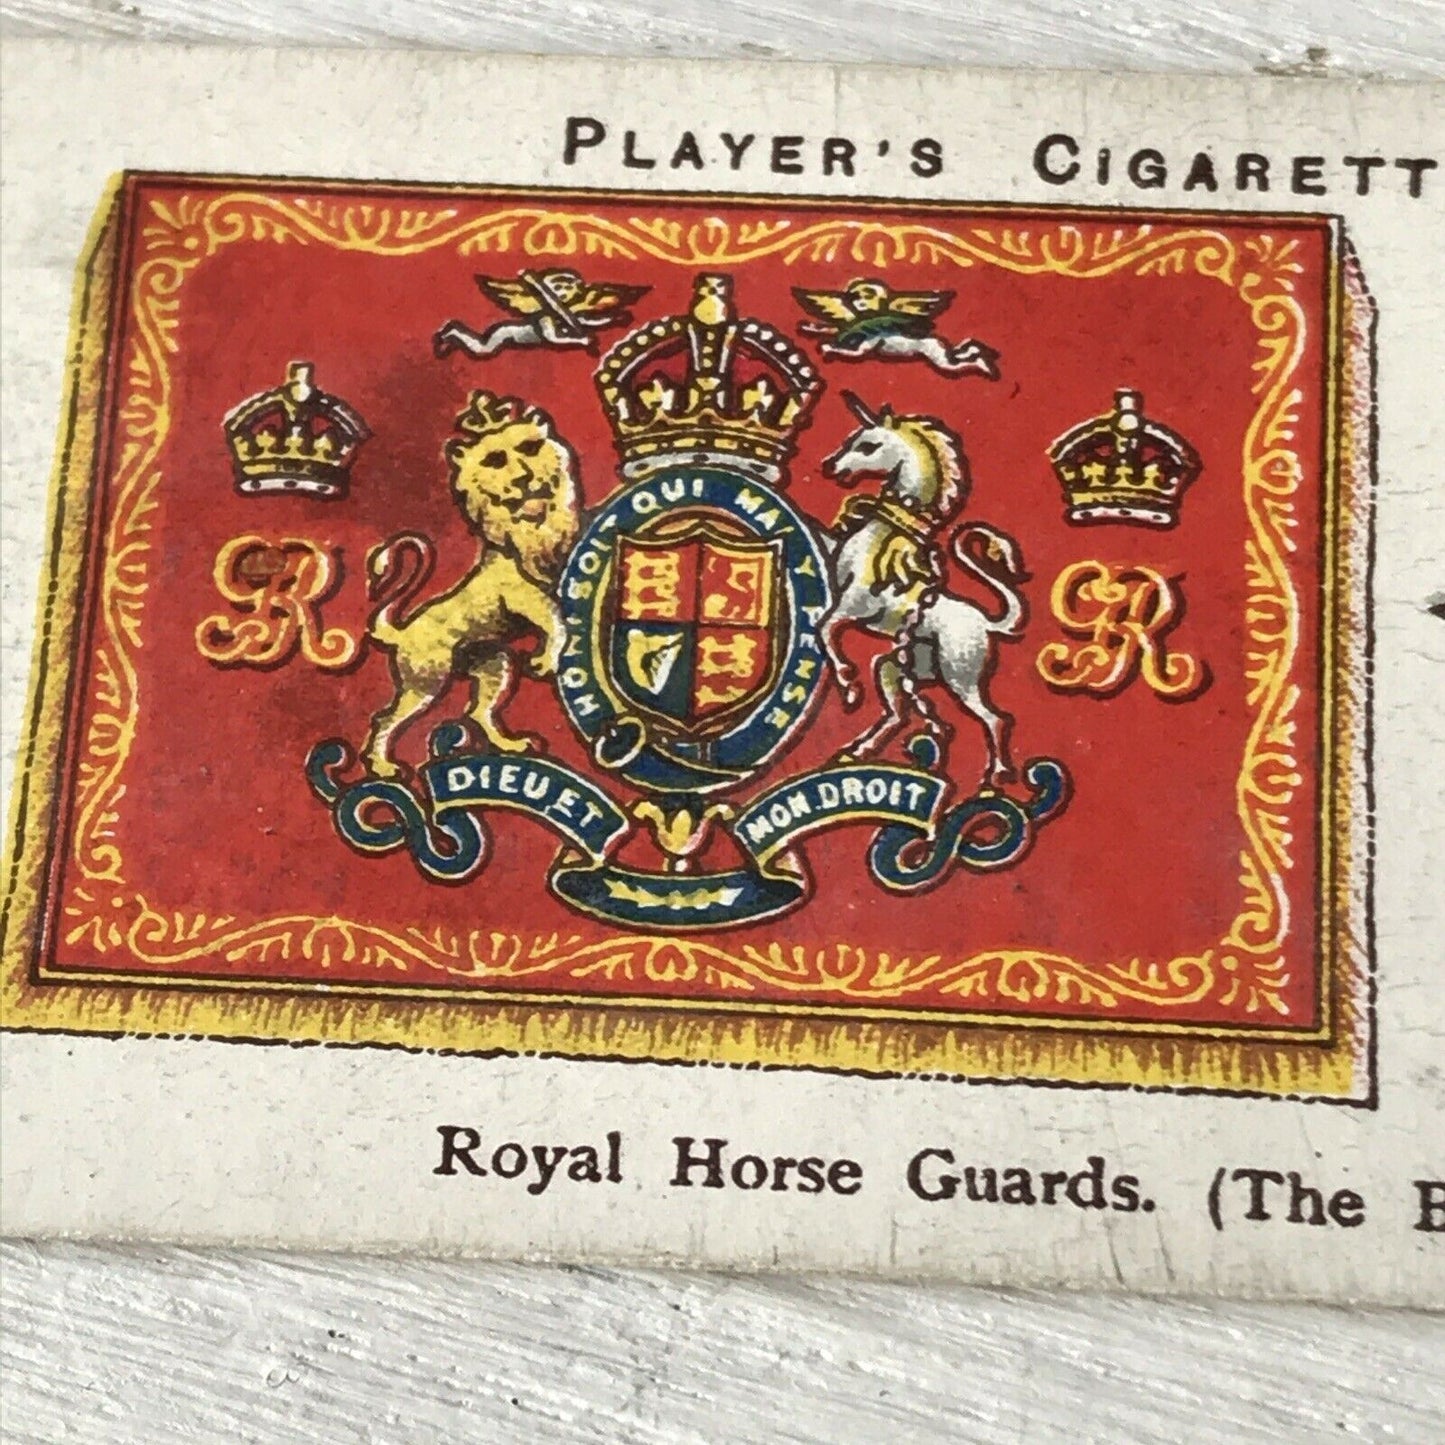 PLAYER'S CIGARETT
HONI SOIT QUI MAL Y PENSE
GR
GR
DIEU ET
MON DROIT
Royal Horse Guards. (The B